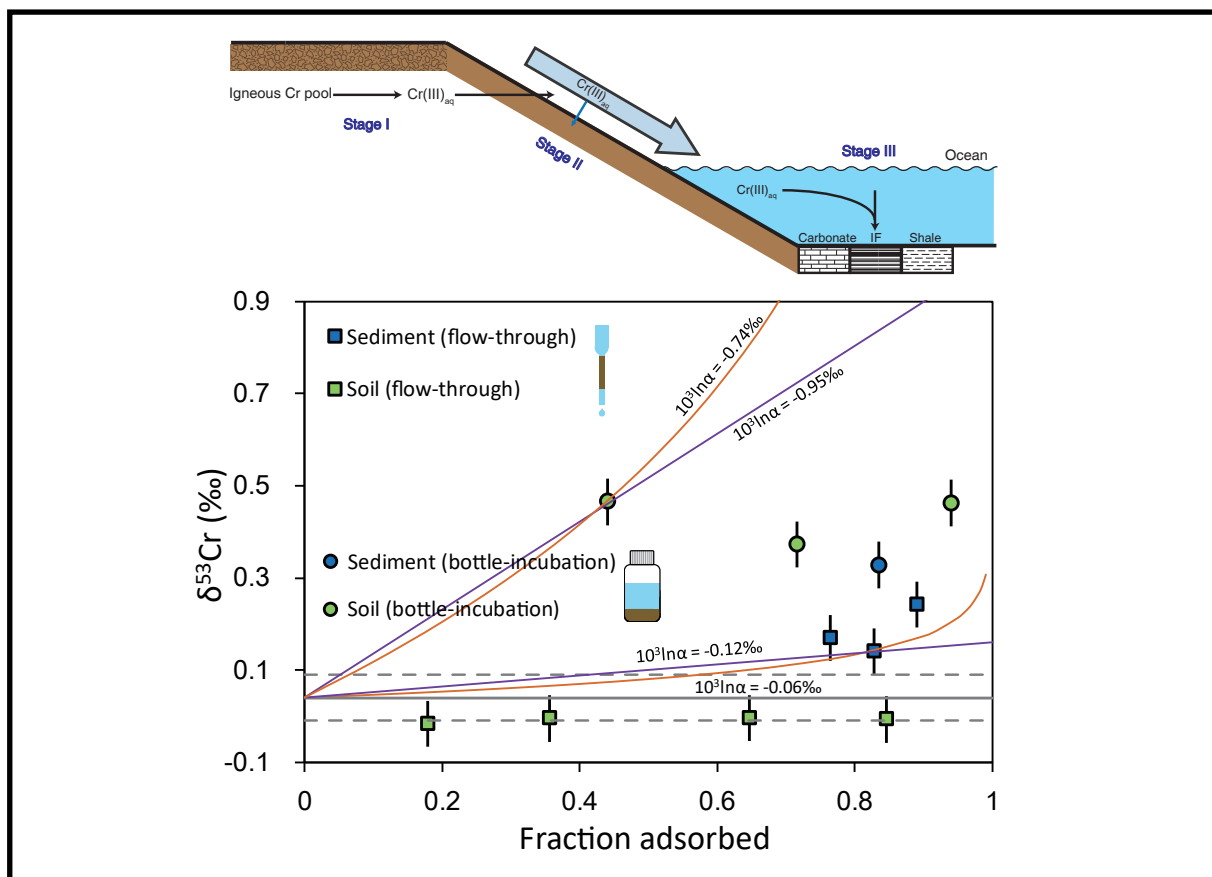 Igneous Cr pool
Cr(III)aq
Stage I
Cr(III)aq
Stage II
Stage III
Ocean
Cr(III)aq
Carbonate
IF
Shale
0.9
0.7
0.5
0.3
0.1
-0.1
δ⁵³Cr (‰)
Sediment (flow-through)
Soil (flow-through)
10³lnα = -0.74‰
10³lnα = -0.95‰
Sediment (bottle-incubation)
Soil (bottle-incubation)
10³lnα = -0.12‰
10³lnα = -0.06‰
0
0.2
0.4
0.6
0.8
1
Fraction adsorbed